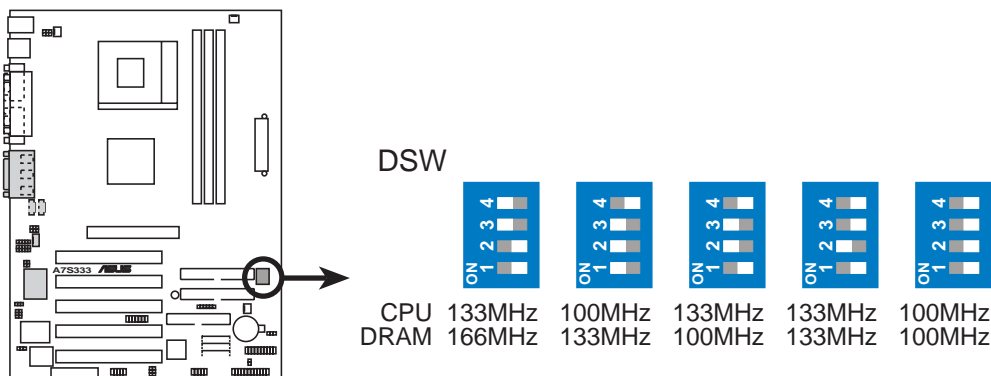 DSW
A7S333 ASUS
ON 1 2 3 4
ON 1 2 3 4
ON 1 2 3 4
ON 1 2 3 4
ON 1 2 3 4
CPU 133MHz 100MHz 133MHz 133MHz 100MHz
DRAM 166MHz 133MHz 100MHz 133MHz 100MHz